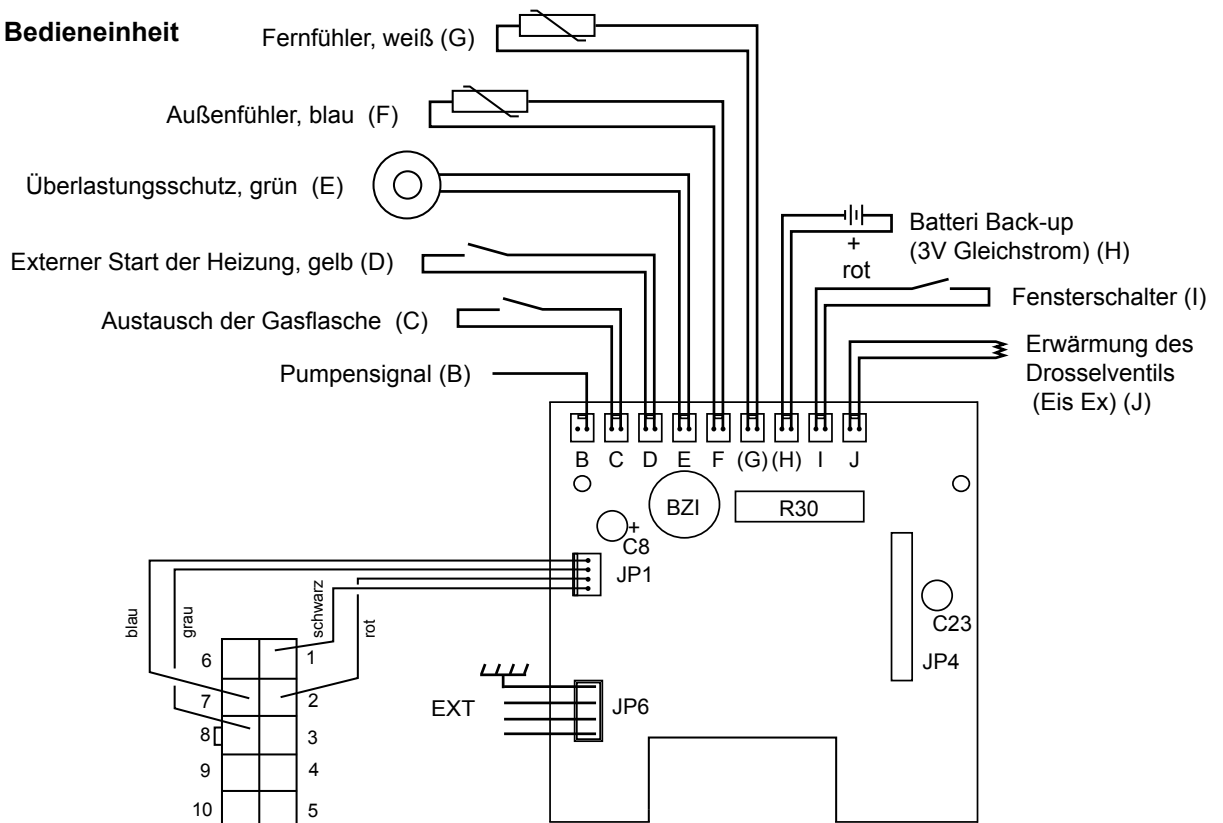 Bedieneinheit
Fernfühler, weiß (G)
Außenfühler, blau (F)
Überlastungsschutz, grün (E)
Externer Start der Heizung, gelb (D)
Austausch der Gasflasche (C)
Pumpensignal (B)
+
rot
Batteri Back-up
(3V Gleichstrom) (H)
Fensterschalter (I)
Erwärmung des
Drosselventils
(Eis Ex) (J)
B C D E F (G) (H) I J
BZI
R30
+
C8
JP1
C23
JP4
blau
grau
schwarz
rot
6 1
7 2
8 3
9 4
10 5
EXT
JP6